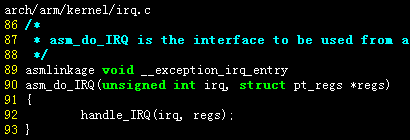 arch/arm/kernel/irq.c
86 /*
87  * asm_do_IRQ is the interface to be used from a
88  */
89 asmlinkage void __exception_irq_entry
90 asm_do_IRQ(unsigned int irq, struct pt_regs *regs)
91 {
92         handle_IRQ(irq, regs);
93 }